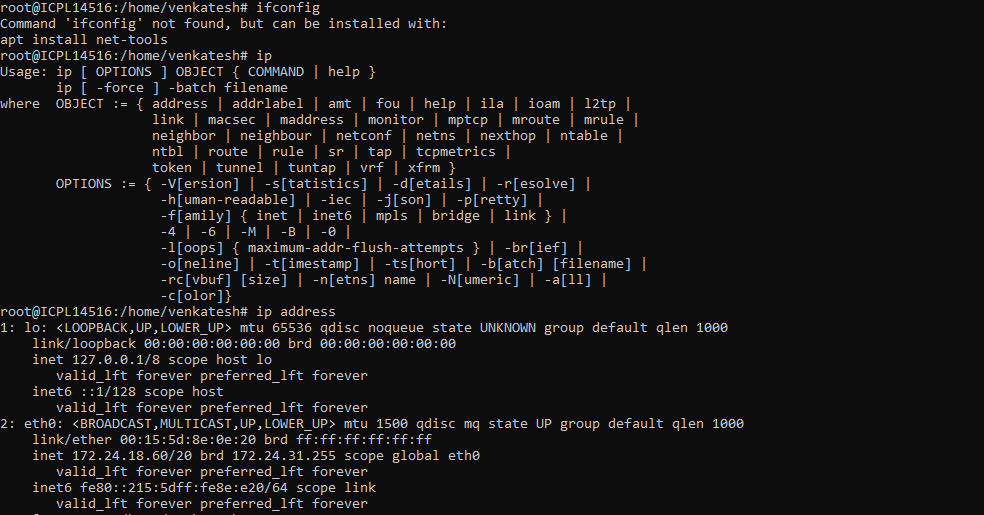 root@ICPL14516:/home/venkatesh# ifconfig
Command 'ifconfig' not found, but can be installed with:
apt install net-tools
root@ICPL14516:/home/venkatesh# ip
Usage: ip [ OPTIONS ] OBJECT { COMMAND | help }
       ip [ -force ] -batch filename
where  OBJECT := { address | addrlabel | amt | fou | help | ila | ioam | l2tp |
                   link | macsec | maddress | monitor | mptcp | mroute | mrule |
                   neighbor | neighbour | netconf | netns | nexthop | ntable |
                   ntbl | route | rule | sr | tap | tcpmetrics |
                   token | tunnel | tuntap | vrf | xfrm }
       OPTIONS := { -V[ersion] | -s[tatistics] | -d[etails] | -r[esolve] |
                    -h[uman-readable] | -iec | -j[son] | -p[retty] |
                    -f[amily] { inet | inet6 | mpls | bridge | link } |
                    -4 | -6 | -M | -B | -0 |
                    -l[oops] { maximum-addr-flush-attempts } | -br[ief] |
                    -o[neline] | -t[imestamp] | -ts[hort] | -b[atch] [filename] |
                    -rc[vbuf] [size] | -n[etns] name | -N[umeric] | -a[ll] |
                    -c[olor]}
root@ICPL14516:/home/venkatesh# ip address
1: lo: <LOOPBACK,UP,LOWER_UP> mtu 65536 qdisc noqueue state UNKNOWN group default qlen 1000
    link/loopback 00:00:00:00:00:00 brd 00:00:00:00:00:00
    inet 127.0.0.1/8 scope host lo
       valid_lft forever preferred_lft forever
    inet6 ::1/128 scope host
       valid_lft forever preferred_lft forever
2: eth0: <BROADCAST,MULTICAST,UP,LOWER_UP> mtu 1500 qdisc mq state UP group default qlen 1000
    link/ether 00:15:5d:8e:0e:20 brd ff:ff:ff:ff:ff:ff
    inet 172.24.18.60/20 brd 172.24.31.255 scope global eth0
       valid_lft forever preferred_lft forever
    inet6 fe80::215:5dff:fe8e:e20/64 scope link
       valid_lft forever preferred_lft forever